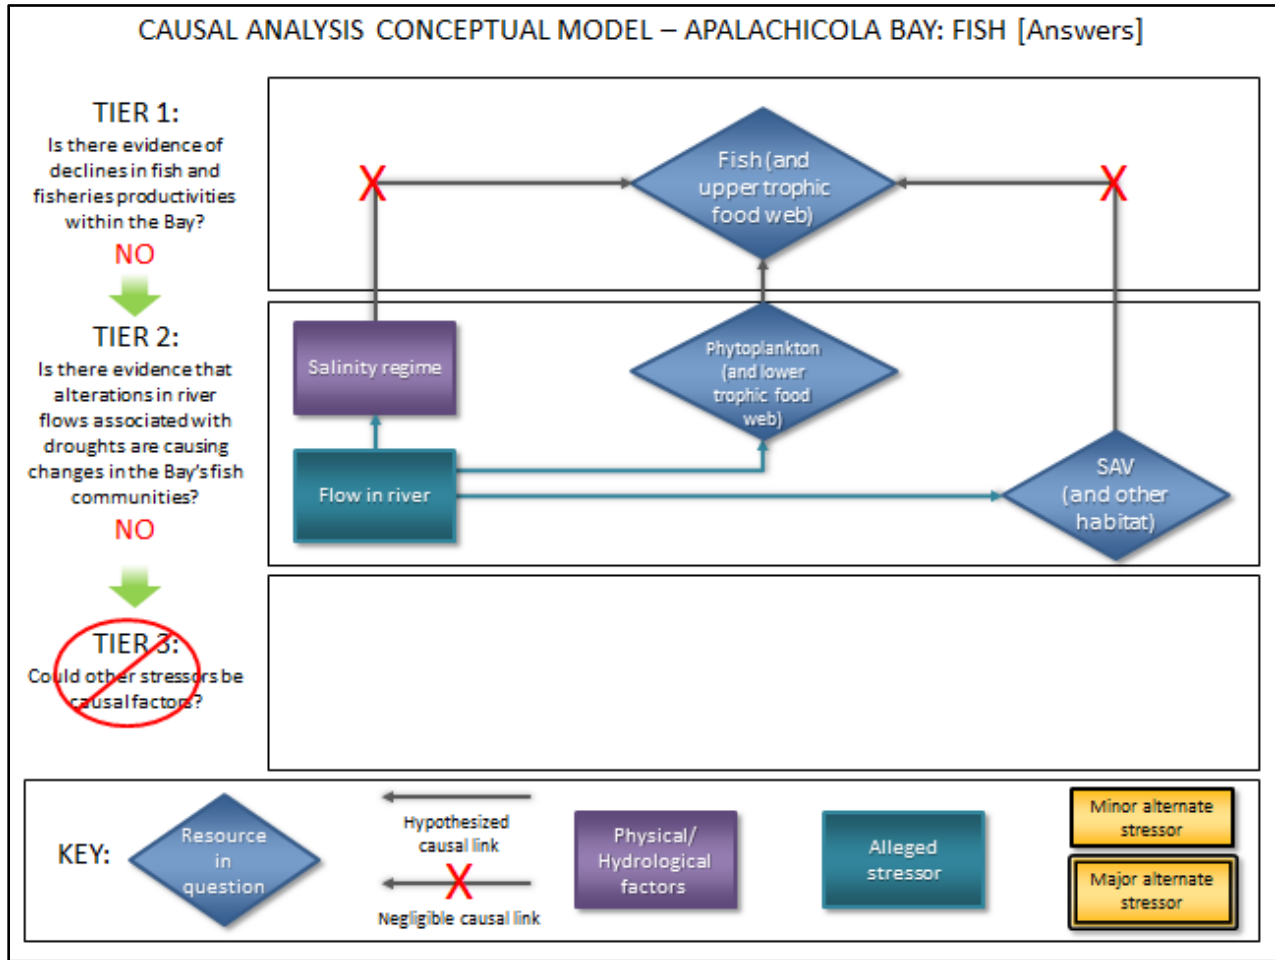 CAUSAL ANALYSIS CONCEPTUAL MODEL – APALACHICOLA BAY: FISH [Answers]
TIER 1:
Is there evidence of
declines in fish and
fisheries productivities
within the Bay?
NO
X
Fish (and
upper trophic
food web)
X
TIER 2:
Is there evidence that
alterations in river
flows associated with
droughts are causing
changes in the Bay's fish
communities?
NO
Salinity regime
Phytoplankton
(and lower
trophic food
web)
Flow in river
SAV
(and other
habitat)
TIER 3:
Could other stressors be
causal factors?
KEY:
Resource
in
question
Hypothesized
causal link
X
Negligible causal link
Physical/
Hydrological
factors
Alleged
stressor
Minor alternate
stressor
Major alternate
stressor